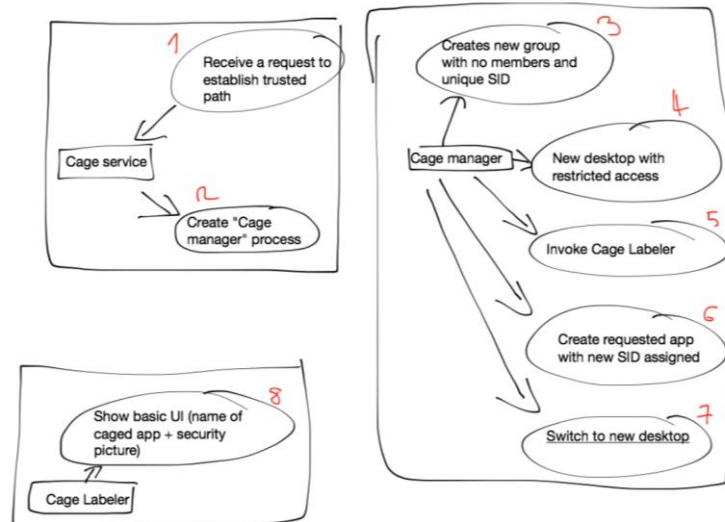 1
Receive a request to
establish trusted
path
Cage service
2
Create "Cage
manager" process
3
Creates new group
with no members and
unique SID
Cage manager
4
New desktop with
restricted access
5
Invoke Cage Labeler
6
Create requested app
with new SID assigned
7
Switch to new desktop
8
Show basic UI (name of
caged app + security
picture)
Cage Labeler